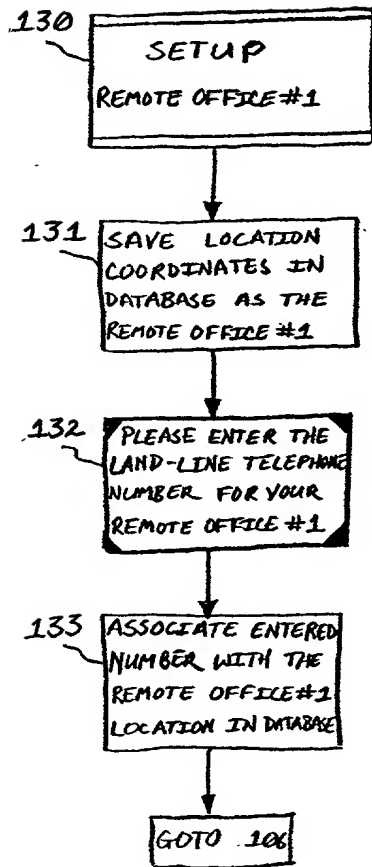 130
SETUP
REMOTE OFFICE #1
131
SAVE LOCATION
COORDINATES IN
DATABASE AS THE
REMOTE OFFICE #1
132
PLEASE ENTER THE
LAND-LINE TELEPHONE
NUMBER FOR YOUR
REMOTE OFFICE #1
133
ASSOCIATE ENTERED
NUMBER WITH THE
REMOTE OFFICE #1
LOCATION IN DATABASE
GOTO 106